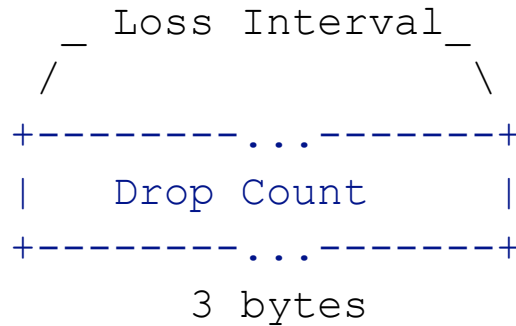 _ Loss Interval_
/ \
+--------...-------+
| Drop Count |
+--------...-------+
3 bytes